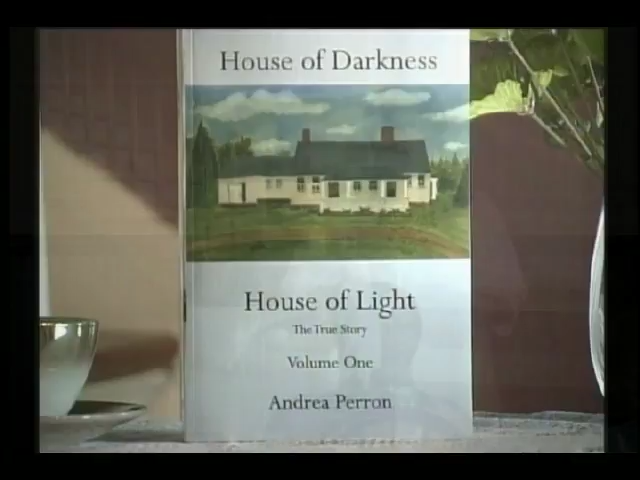 House of Darkness
House of Light
The True Story
Volume One
Andrea Perron